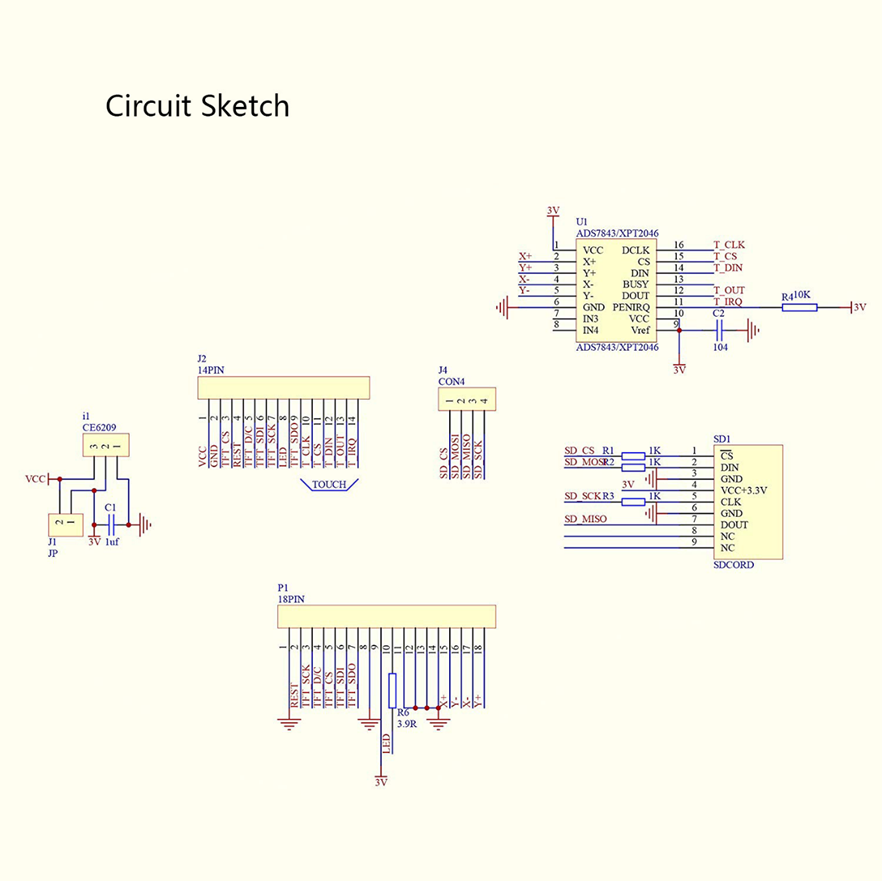 Circuit Sketch
3V
U1
ADS7843/XPT2046
1 VCC DCLK 16 T_CLK
X+ 2 X+ CS 15 T_CS
Y+ 3 Y+ DIN 14 T_DIN
X- 4 X- BUSY 13
Y- 5 Y- DOUT 12 T_OUT
6 GND PENIRQ 11 T_IRQ
7 IN3 VCC 10
8 IN4 Vref 9
ADS7843/XPT2046
R4 10K
3V
C2
104
3V
J2
14PIN
1 2 3 4 5 6 7 8 9 10 11 12 13 14
VCC
GND
TFT_CS
REST
TFT_D/C
TFT_SDI
TFT_SCK
LED
TFT_SDO
T_CLK
T_CS
T_DIN
T_OUT
T_IRQ
TOUCH
J4
CON4
1 2 3 4
SD_CS
SD_MOSI
SD_MISO
SD_SCK
i1
CE6209
3 2 1
VCC
2 1
J1
JP
3V
C1
1uf
SD1
SD_CS R1 1K 1 CS
SD_MOSI R2 1K 2 DIN
3 GND
3V 4 VCC+3.3V
SD_SCK R3 1K 5 CLK
6 GND
SD_MISO 7 DOUT
8 NC
9 NC
SDCORD
P1
18PIN
1 2 3 4 5 6 7 8 9 10 11 12 13 14 15 16 17 18
REST
TFT_SCK
TFT_D/C
TFT_CS
TFT_SDI
TFT_SDO
X+
Y-
X-
Y+
R6
3.9R
LED
3V